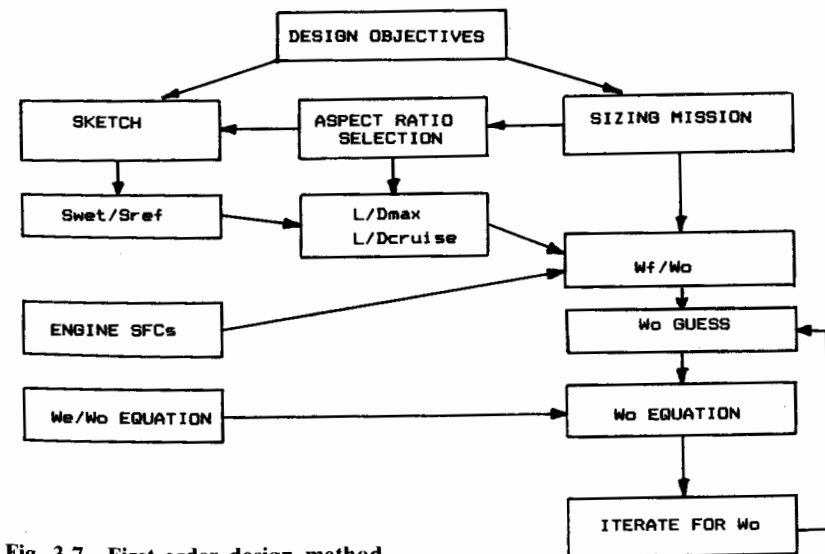 DESIGN OBJECTIVES
SKETCH
ASPECT RATIO
SELECTION
SIZING MISSION
Swet/Sref
L/Dmax
L/Dcruise
Wf/Wo
ENGINE SFCs
Wo GUESS
We/Wo EQUATION
Wo EQUATION
ITERATE FOR Wo
Fig. 3.7 First-order design method